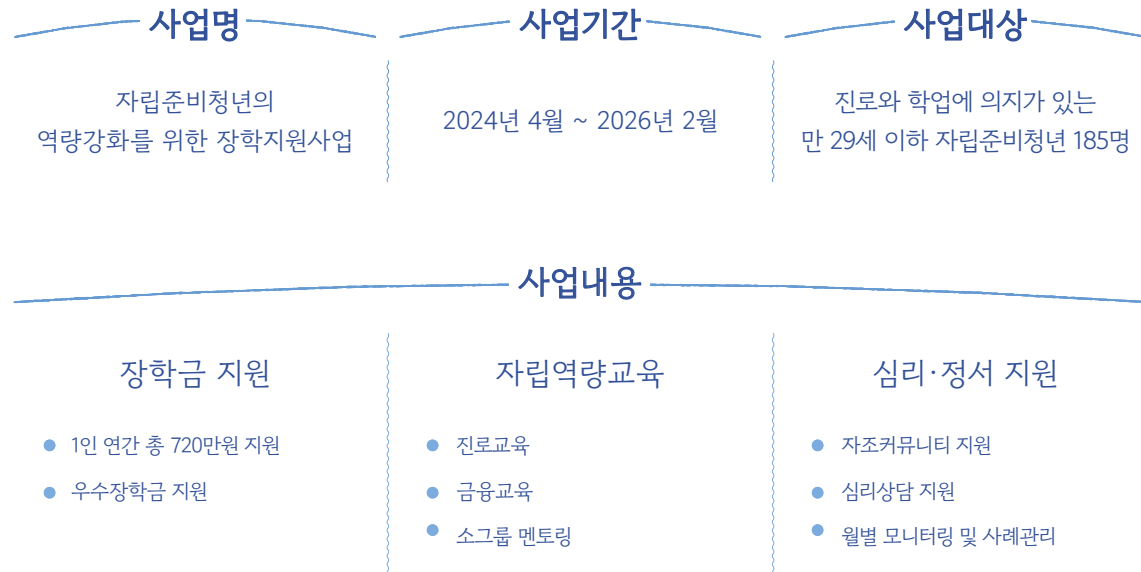 사업명
자립준비청년의
역량강화를 위한 장학지원사업
사업기간
2024년 4월 ~ 2026년 2월
사업대상
진로와 학업에 의지가 있는
만 29세 이하 자립준비청년 185명
사업내용
장학금 지원
1인 연간 총 720만원 지원
우수장학금 지원
자립역량교육
진로교육
금융교육
소그룹 멘토링
심리·정서 지원
자조커뮤니티 지원
심리상담 지원
월별 모니터링 및 사례관리